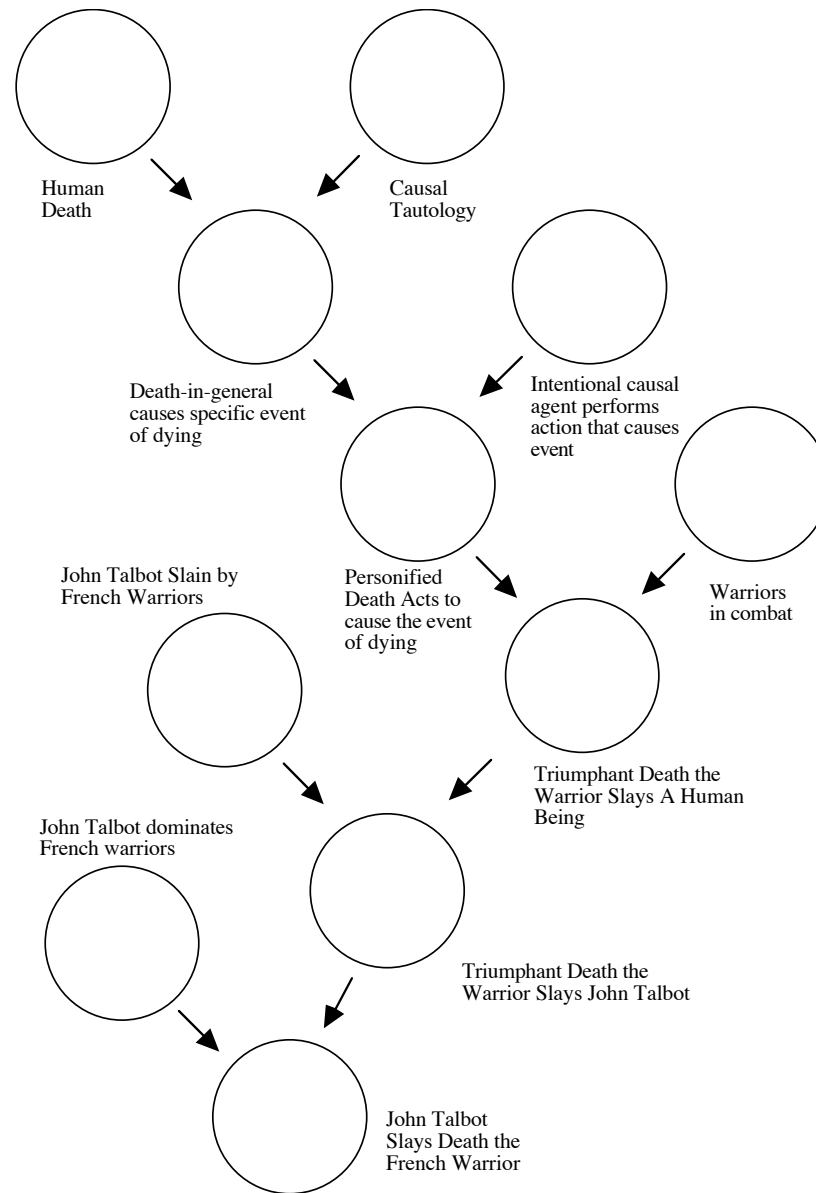 Human
Death
Causal
Tautology
Death-in-general
causes specific event
of dying
Intentional causal
agent performs
action that causes
event
John Talbot Slain by
French Warriors
Personified
Death Acts to
cause the event
of dying
Warriors
in combat
Triumphant Death the
Warrior Slays A Human
Being
John Talbot dominates
French warriors
Triumphant Death the
Warrior Slays John Talbot
John Talbot
Slays Death the
French Warrior